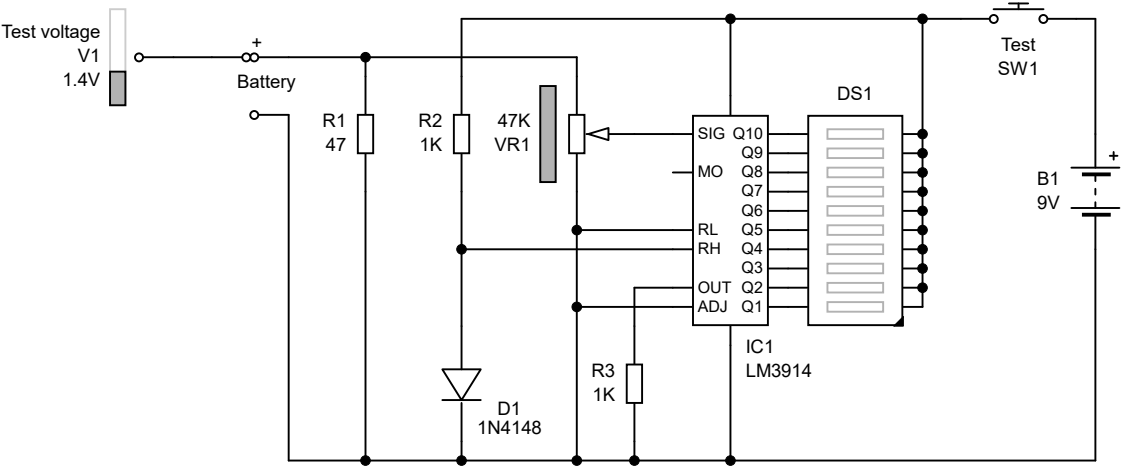 Test voltage
V1
1.4V
+
Battery
R1
47
R2
1K
47K
VR1
SIG
MO
RL
RH
OUT
ADJ
Q10
Q9
Q8
Q7
Q6
Q5
Q4
Q3
Q2
Q1
IC1
LM3914
DS1
Test
SW1
+
B1
9V
R3
1K
D1
1N4148